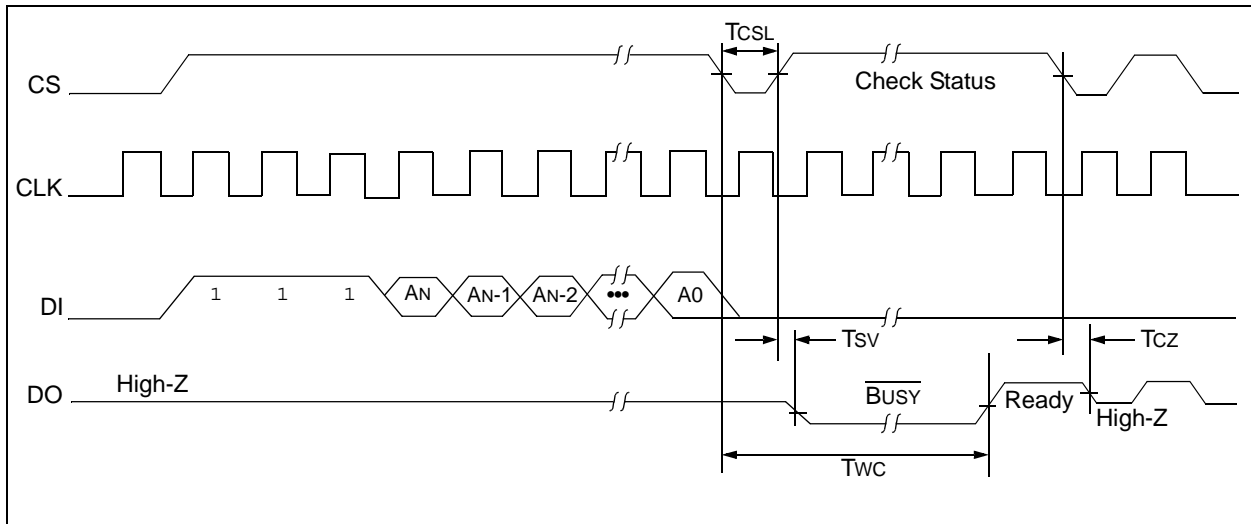 TCSL
CS
Check Status
CLK
DI
1 1 1 AN AN-1 AN-2 ••• A0
TSV
TCZ
DO
High-Z
BUSY
Ready
High-Z
TWC